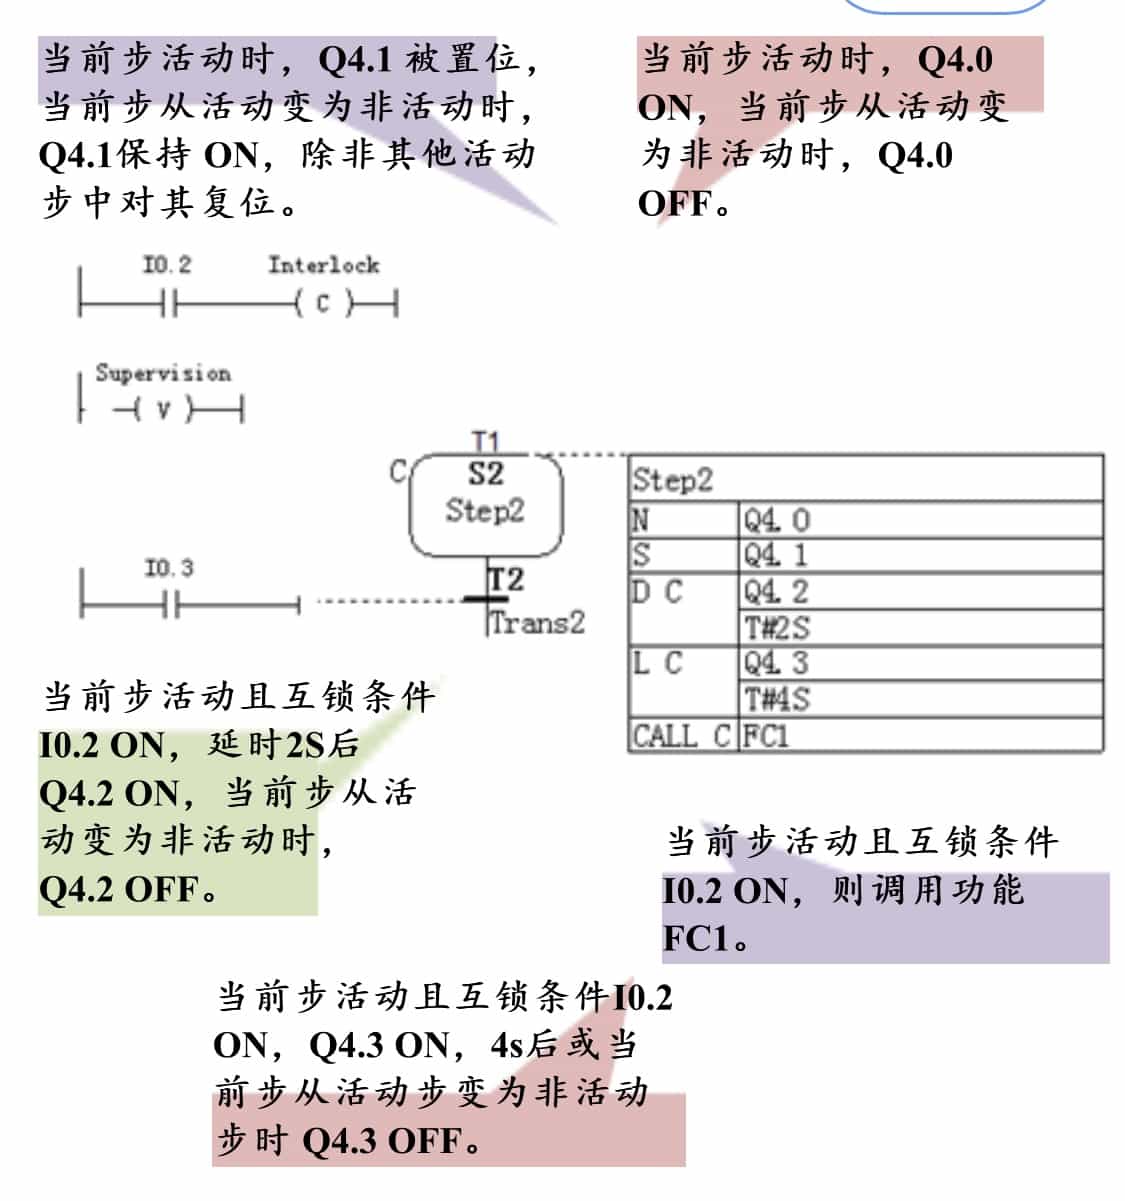 当前步活动时，Q4.1 被置位，
当前步从活动变为非活动时，
Q4.1保持 ON，除非其他活动
步中对其复位。
当前步活动时，Q4.0
ON，当前步从活动变
为非活动时，Q4.0
OFF。
I0.2 Interlock
( C )
Supervision
( V )
T1
C S2
Step2
I0.3
T2
Trans2
Step2
N Q4.0
S Q4.1
D C Q4.2
T#2S
L C Q4.3
T#4S
CALL C FC1
当前步活动且互锁条件
I0.2 ON，延时2S后
Q4.2 ON，当前步从活
动变为非活动时，
Q4.2 OFF。
当前步活动且互锁条件
I0.2 ON，则调用功能
FC1。
当前步活动且互锁条件I0.2
ON，Q4.3 ON，4s后或当
前步从活动步变为非活动
步时 Q4.3 OFF。